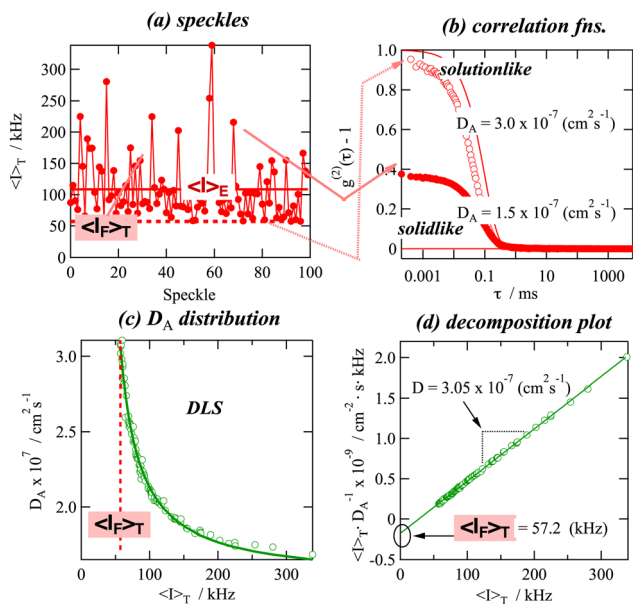 (a) speckles
350
300
250
200
150
100
50
0
<I>T / kHz
<I>E
<IF>T
0 20 40 60 80 100
Speckle
(b) correlation fns.
1.0
0.8
0.6
0.4
0.2
0.0
g(2)(τ) - 1
solutionlike
DA = 3.0 x 10-7 (cm2s-1)
DA = 1.5 x 10-7 (cm2s-1)
solidlike
0.001 0.1 10 1000
τ / ms
(c) DA distribution
3.0
2.5
2.0
DA x 107 / cm2 s-1
DLS
<IF>T
0 100 200 300
<I>T / kHz
(d) decomposition plot
2.0
1.5
1.0
0.5
0
-0.5
<I>T· DA-1 x 10-9 / cm-2 · s· kHz
D = 3.05 x 10-7 (cm2s-1)
<IF>T = 57.2 (kHz)
0 100 200 300
<I>T / kHz